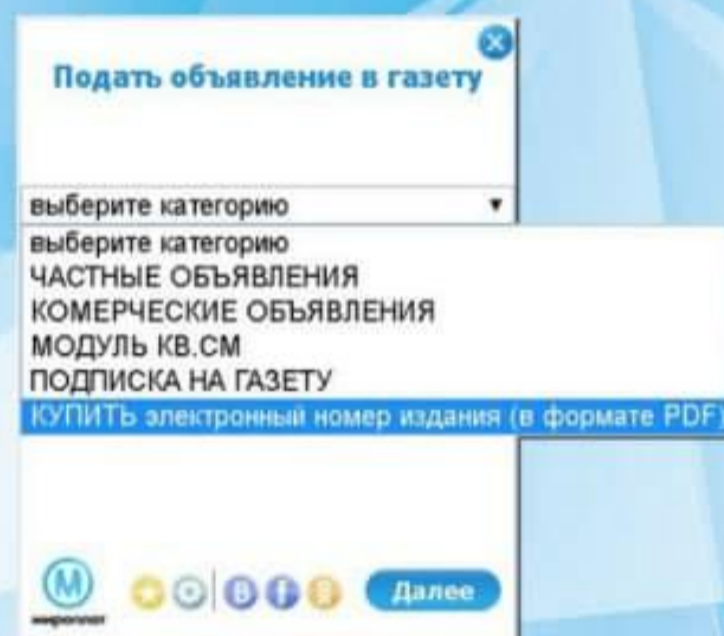 Подать объявление в газету
выберите категорию
выберите категорию
ЧАСТНЫЕ ОБЪЯВЛЕНИЯ
КОМЕРЧЕСКИЕ ОБЪЯВЛЕНИЯ
МОДУЛЬ КВ.СМ
ПОДПИСКА НА ГАЗЕТУ
КУПИТЬ электронный номер издания (в формате PDF)
Далее